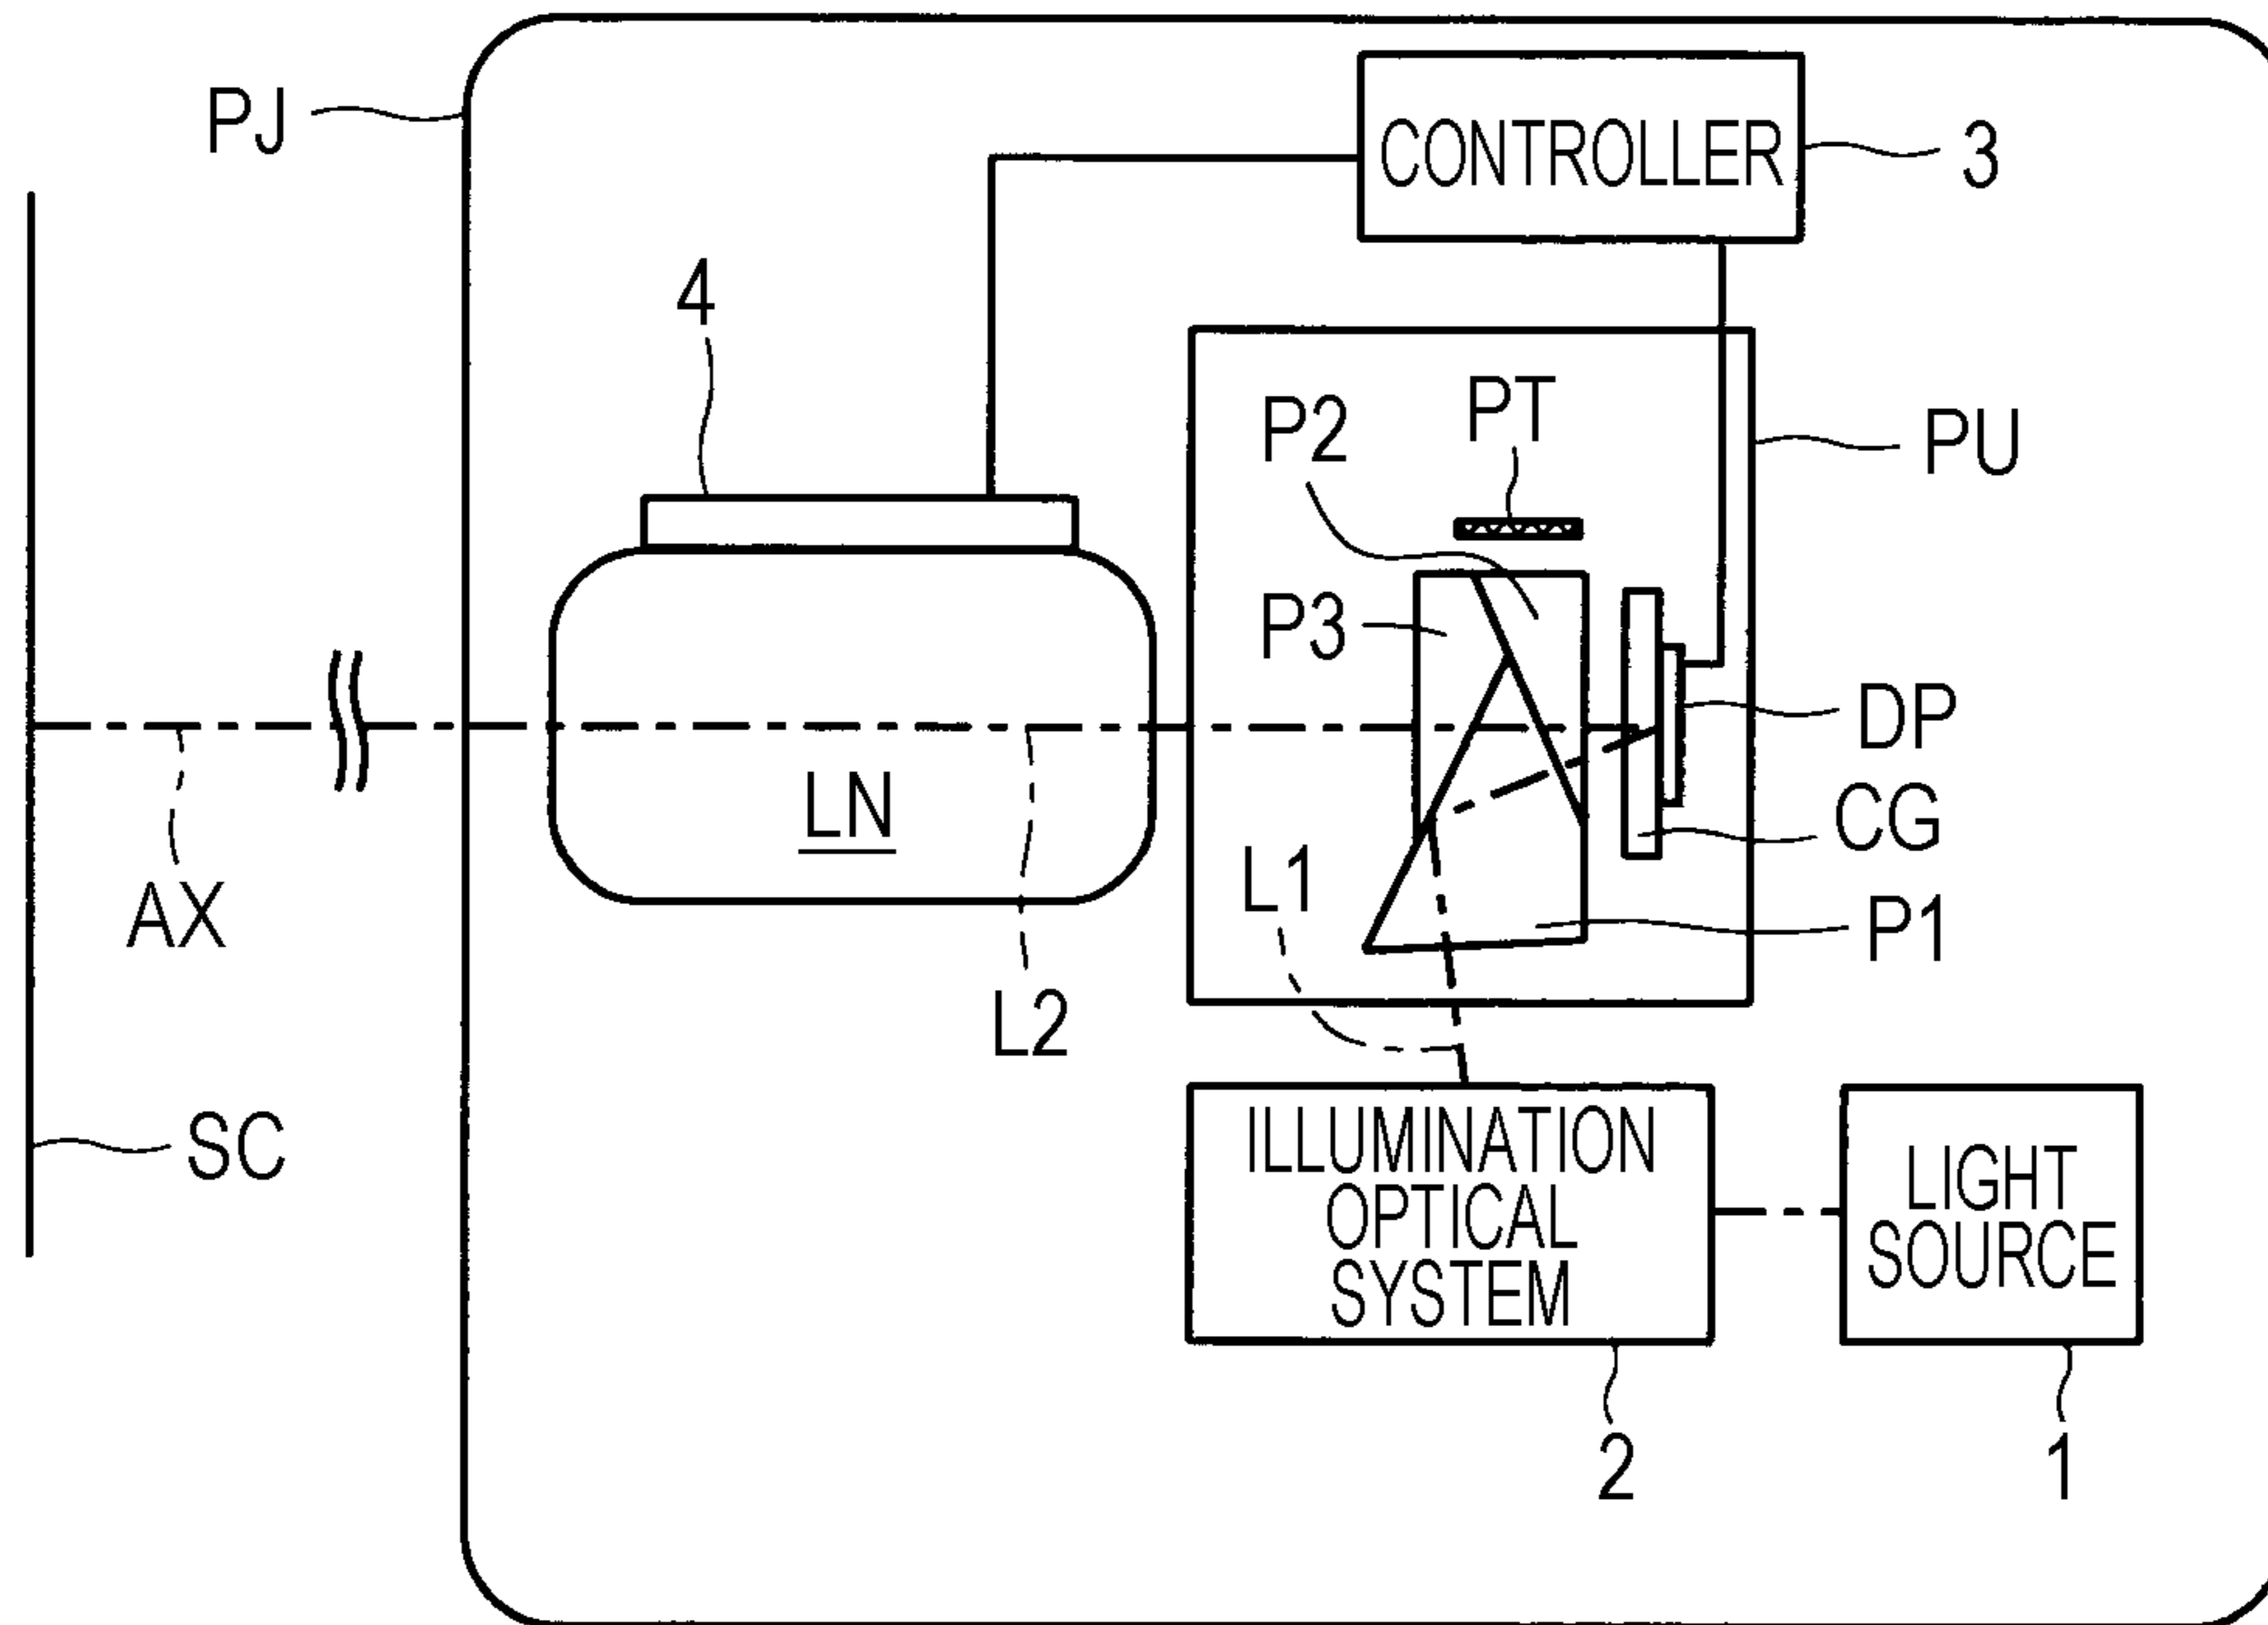 PJ
CONTROLLER
3
4
P2
PT
PU
P3
DP
LN
CG
L1
AX
P1
L2
SC
ILLUMINATION
OPTICAL
SYSTEM
LIGHT
SOURCE
2
1